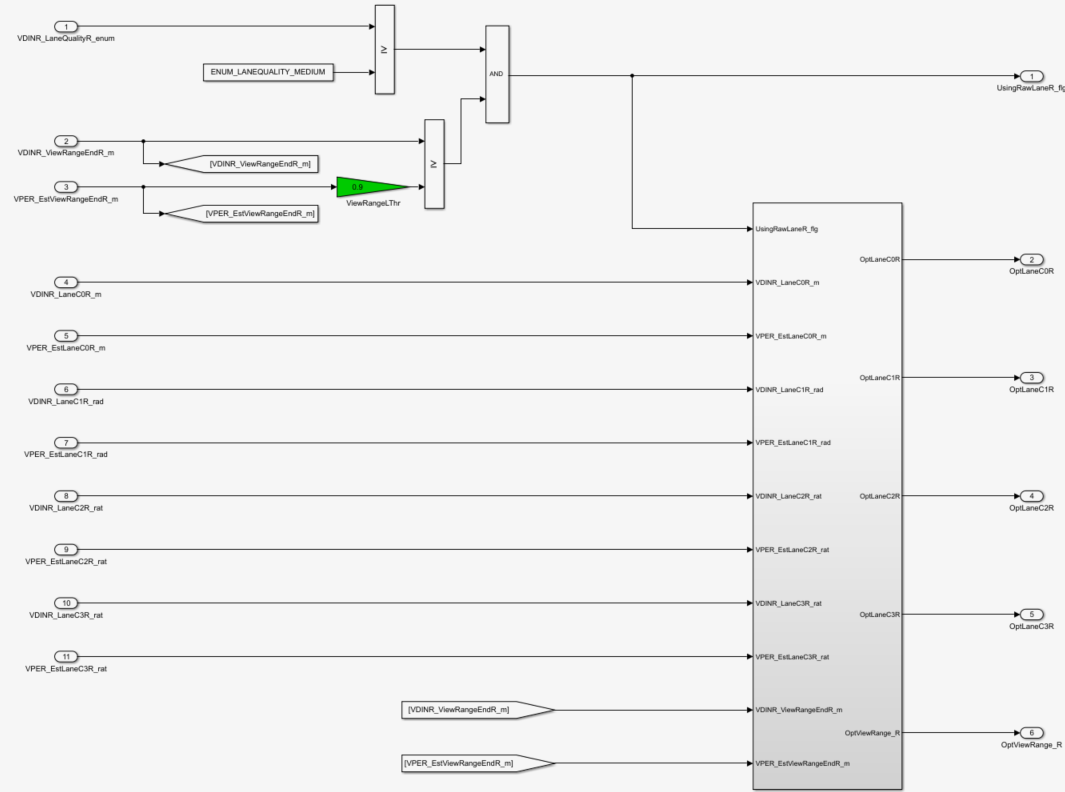 1
VDINR_LaneQualityR_enum
≥
ENUM_LANEQUALITY_MEDIUM
AND
1
UsingRawLaneR_flg
2
VDINR_ViewRangeEndR_m
[VDINR_ViewRangeEndR_m]
≥
3
VPER_EstViewRangeEndR_m
0.9
ViewRangeLThr
[VPER_EstViewRangeEndR_m]
UsingRawLaneR_flg
OptLaneC0R
2
OptLaneC0R
4
VDINR_LaneC0R_m
VDINR_LaneC0R_m
5
VPER_EstLaneC0R_m
VPER_EstLaneC0R_m
OptLaneC1R
3
OptLaneC1R
6
VDINR_LaneC1R_rad
VDINR_LaneC1R_rad
7
VPER_EstLaneC1R_rad
VPER_EstLaneC1R_rad
8
VDINR_LaneC2R_rat
VDINR_LaneC2R_rat
OptLaneC2R
4
OptLaneC2R
9
VPER_EstLaneC2R_rat
VPER_EstLaneC2R_rat
10
VDINR_LaneC3R_rat
VDINR_LaneC3R_rat
OptLaneC3R
5
OptLaneC3R
11
VPER_EstLaneC3R_rat
VPER_EstLaneC3R_rat
[VDINR_ViewRangeEndR_m]
VDINR_ViewRangeEndR_m
OptViewRange_R
6
OptViewRange_R
[VPER_EstViewRangeEndR_m]
VPER_EstViewRangeEndR_m